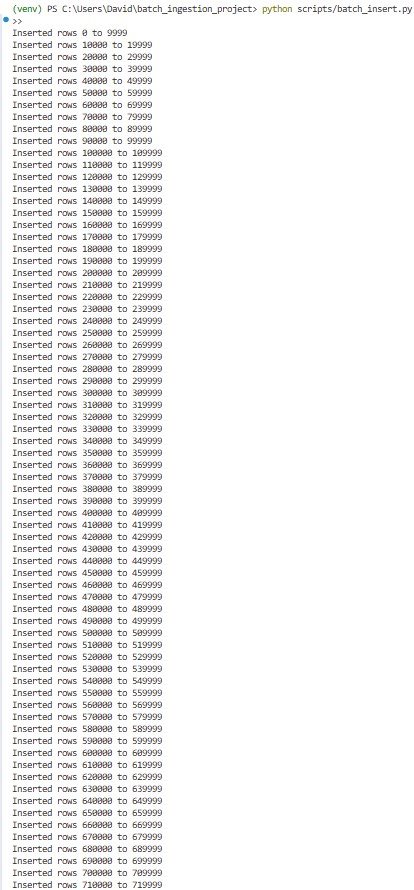 (venv) PS C:\Users\David\batch_ingestion_project> python scripts/batch_insert.py
>>
Inserted rows 0 to 9999
Inserted rows 10000 to 19999
Inserted rows 20000 to 29999
Inserted rows 30000 to 39999
Inserted rows 40000 to 49999
Inserted rows 50000 to 59999
Inserted rows 60000 to 69999
Inserted rows 70000 to 79999
Inserted rows 80000 to 89999
Inserted rows 90000 to 99999
Inserted rows 100000 to 109999
Inserted rows 110000 to 119999
Inserted rows 120000 to 129999
Inserted rows 130000 to 139999
Inserted rows 140000 to 149999
Inserted rows 150000 to 159999
Inserted rows 160000 to 169999
Inserted rows 170000 to 179999
Inserted rows 180000 to 189999
Inserted rows 190000 to 199999
Inserted rows 200000 to 209999
Inserted rows 210000 to 219999
Inserted rows 220000 to 229999
Inserted rows 230000 to 239999
Inserted rows 240000 to 249999
Inserted rows 250000 to 259999
Inserted rows 260000 to 269999
Inserted rows 270000 to 279999
Inserted rows 280000 to 289999
Inserted rows 290000 to 299999
Inserted rows 300000 to 309999
Inserted rows 310000 to 319999
Inserted rows 320000 to 329999
Inserted rows 330000 to 339999
Inserted rows 340000 to 349999
Inserted rows 350000 to 359999
Inserted rows 360000 to 369999
Inserted rows 370000 to 379999
Inserted rows 380000 to 389999
Inserted rows 390000 to 399999
Inserted rows 400000 to 409999
Inserted rows 410000 to 419999
Inserted rows 420000 to 429999
Inserted rows 430000 to 439999
Inserted rows 440000 to 449999
Inserted rows 450000 to 459999
Inserted rows 460000 to 469999
Inserted rows 470000 to 479999
Inserted rows 480000 to 489999
Inserted rows 490000 to 499999
Inserted rows 500000 to 509999
Inserted rows 510000 to 519999
Inserted rows 520000 to 529999
Inserted rows 530000 to 539999
Inserted rows 540000 to 549999
Inserted rows 550000 to 559999
Inserted rows 560000 to 569999
Inserted rows 570000 to 579999
Inserted rows 580000 to 589999
Inserted rows 590000 to 599999
Inserted rows 600000 to 609999
Inserted rows 610000 to 619999
Inserted rows 620000 to 629999
Inserted rows 630000 to 639999
Inserted rows 640000 to 649999
Inserted rows 650000 to 659999
Inserted rows 660000 to 669999
Inserted rows 670000 to 679999
Inserted rows 680000 to 689999
Inserted rows 690000 to 699999
Inserted rows 700000 to 709999
Inserted rows 710000 to 719999